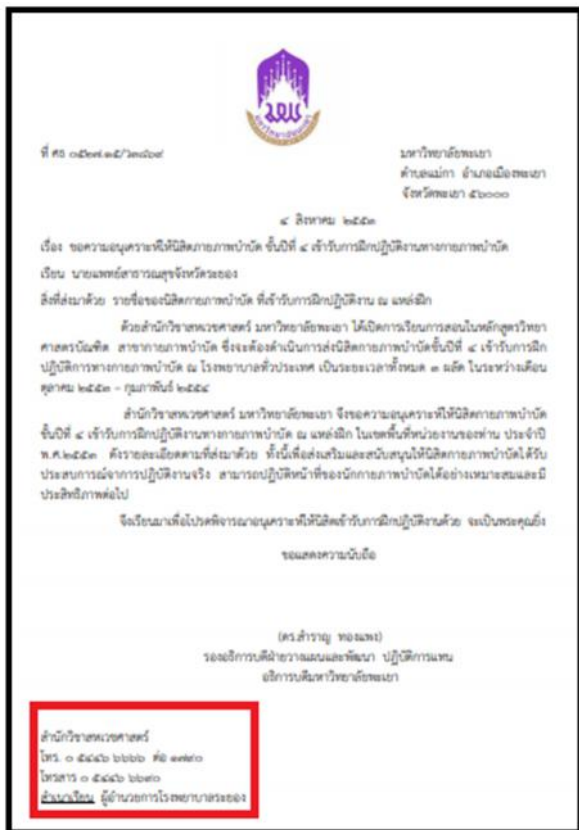 มหาวิทยาลัยพะเยา
ที่ ศธ ๐๕๒๗.๑๕/
มหาวิทยาลัยพะเยา
ตำบลแม่กา อำเภอเมืองพะเยา
จังหวัดพะเยา ๕๖๐๐๐
๔ สิงหาคม ๒๕๕๓
เรื่อง ขอความอนุเคราะห์ให้นิสิตกายภาพบำบัด ชั้นปีที่ ๔ เข้ารับการฝึกปฏิบัติงานทางกายภาพบำบัด
เรียน นายแพทย์สาธารณสุขจังหวัดระยอง
สิ่งที่ส่งมาด้วย รายชื่อของนิสิตกายภาพบำบัด ที่เข้ารับการฝึกปฏิบัติงาน ณ แหล่งฝึก
ด้วยสำนักวิชาสหเวชศาสตร์ มหาวิทยาลัยพะเยา ได้เปิดการเรียนการสอนในหลักสูตรวิทยา
ศาสตรบัณฑิต สาขากายภาพบำบัด ซึ่งจะต้องดำเนินการส่งนิสิตกายภาพบำบัดชั้นปีที่ ๔ เข้ารับการฝึก
ปฏิบัติการทางกายภาพบำบัด ณ โรงพยาบาลทั่วประเทศ เป็นระยะเวลาทั้งหมด ๓ ผลัด ในระหว่างเดือน
ตุลาคม ๒๕๕๓ – กุมภาพันธ์ ๒๕๕๔
สำนักวิชาสหเวชศาสตร์ มหาวิทยาลัยพะเยา จึงขอความอนุเคราะห์ให้นิสิตกายภาพบำบัด
ชั้นปีที่ ๔ เข้ารับการฝึกปฏิบัติงานทางกายภาพบำบัด ณ แหล่งฝึก ในเขตพื้นที่หน่วยงานของท่าน ประจำปี
พ.ศ.๒๕๕๓ ดังรายละเอียดตามที่ส่งมาด้วย ทั้งนี้เพื่อส่งเสริมและสนับสนุนให้นิสิตกายภาพบำบัดได้รับ
ประสบการณ์จากการปฏิบัติงานจริง สามารถปฏิบัติหน้าที่ของนักกายภาพบำบัดได้อย่างเหมาะสมและมี
ประสิทธิภาพต่อไป
จึงเรียนมาเพื่อโปรดพิจารณาอนุเคราะห์ให้นิสิตเข้ารับการฝึกปฏิบัติงานด้วย จะเป็นพระคุณยิ่ง
ขอแสดงความนับถือ
(ดร.สำราญ ทองแพง)
รองอธิการบดีฝ่ายวางแผนและพัฒนา ปฏิบัติการแทน
อธิการบดีมหาวิทยาลัยพะเยา
สำนักวิชาสหเวชศาสตร์
โทร. ๐ ๕๔๔๖ ๖๖๖๖ ต่อ
โทรสาร ๐ ๕๔๔๖ ๖๖๙๐
สำเนาเรียน ผู้อำนวยการโรงพยาบาลระยอง